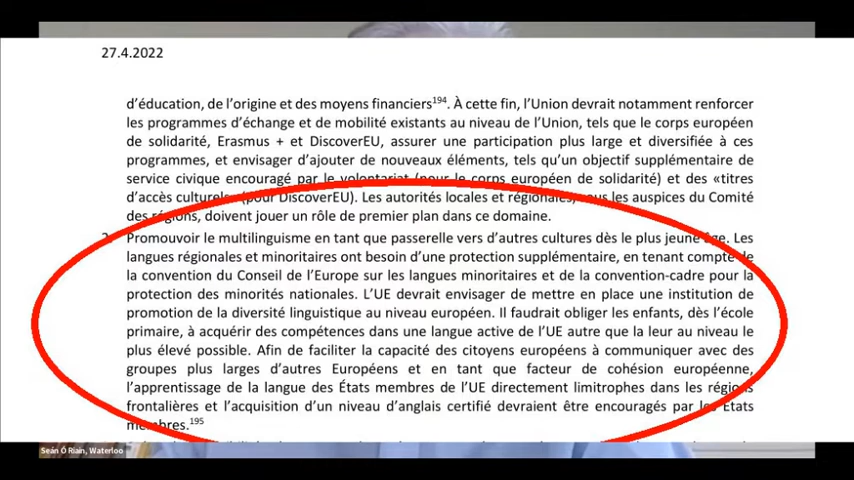 27.4.2022
d’éducation, de l’origine et des moyens financiers¹⁹⁴. À cette fin, l’Union devrait notamment renforcer
les programmes d’échange et de mobilité existants au niveau de l’Union, tels que le corps européen
de solidarité, Erasmus + et DiscoverEU, assurer une participation plus large et diversifiée à ces
programmes, et envisager d’ajouter de nouveaux éléments, tels qu’un objectif supplémentaire de
service civique encouragé par le volontariat (pour le corps européen de solidarité) et des «titres
d’accès culturels» (pour DiscoverEU). Les autorités locales et régionales, sous les auspices du Comité
des régions, doivent jouer un rôle de premier plan dans ce domaine.
2. Promouvoir le multilinguisme en tant que passerelle vers d’autres cultures dès le plus jeune âge. Les
langues régionales et minoritaires ont besoin d’une protection supplémentaire, en tenant compte de
la convention du Conseil de l’Europe sur les langues minoritaires et de la convention-cadre pour la
protection des minorités nationales. L’UE devrait envisager de mettre en place une institution de
promotion de la diversité linguistique au niveau européen. Il faudrait obliger les enfants, dès l’école
primaire, à acquérir des compétences dans une langue active de l’UE autre que la leur au niveau le
plus élevé possible. Afin de faciliter la capacité des citoyens européens à communiquer avec des
groupes plus larges d’autres Européens et en tant que facteur de cohésion européenne,
l’apprentissage de la langue des États membres de l’UE directement limitrophes dans les régions
frontalières et l’acquisition d’un niveau d’anglais certifié devraient être encouragés par les États
membres.¹⁹⁵
Seán Ó Riain, Waterloo